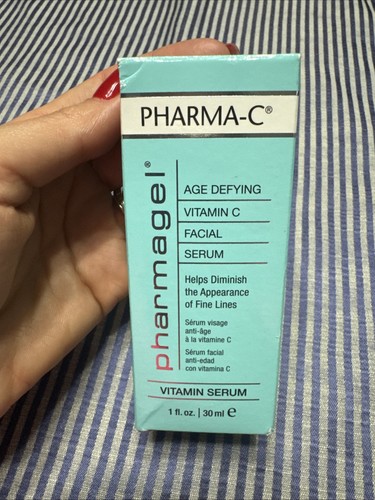 PHARMA-C®
pharmagel®
AGE DEFYING
VITAMIN C
FACIAL
SERUM
Helps Diminish
the Appearance
of Fine Lines
Sérum visage
anti-âge
à la vitamine C
Sérum facial
anti-edad
con vitamina C
VITAMIN SERUM
1 fl. oz. | 30 ml e